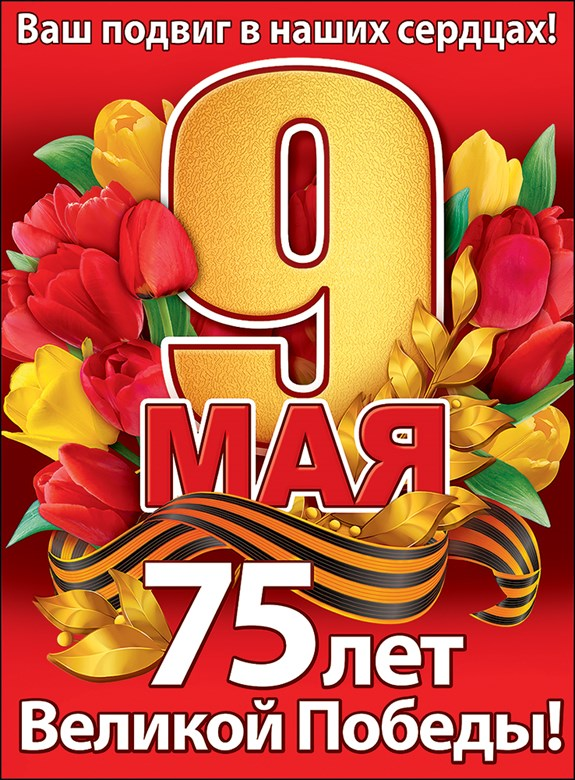 Ваш подвиг в наших сердцах!
9
МАЯ
75 лет
Великой Победы!